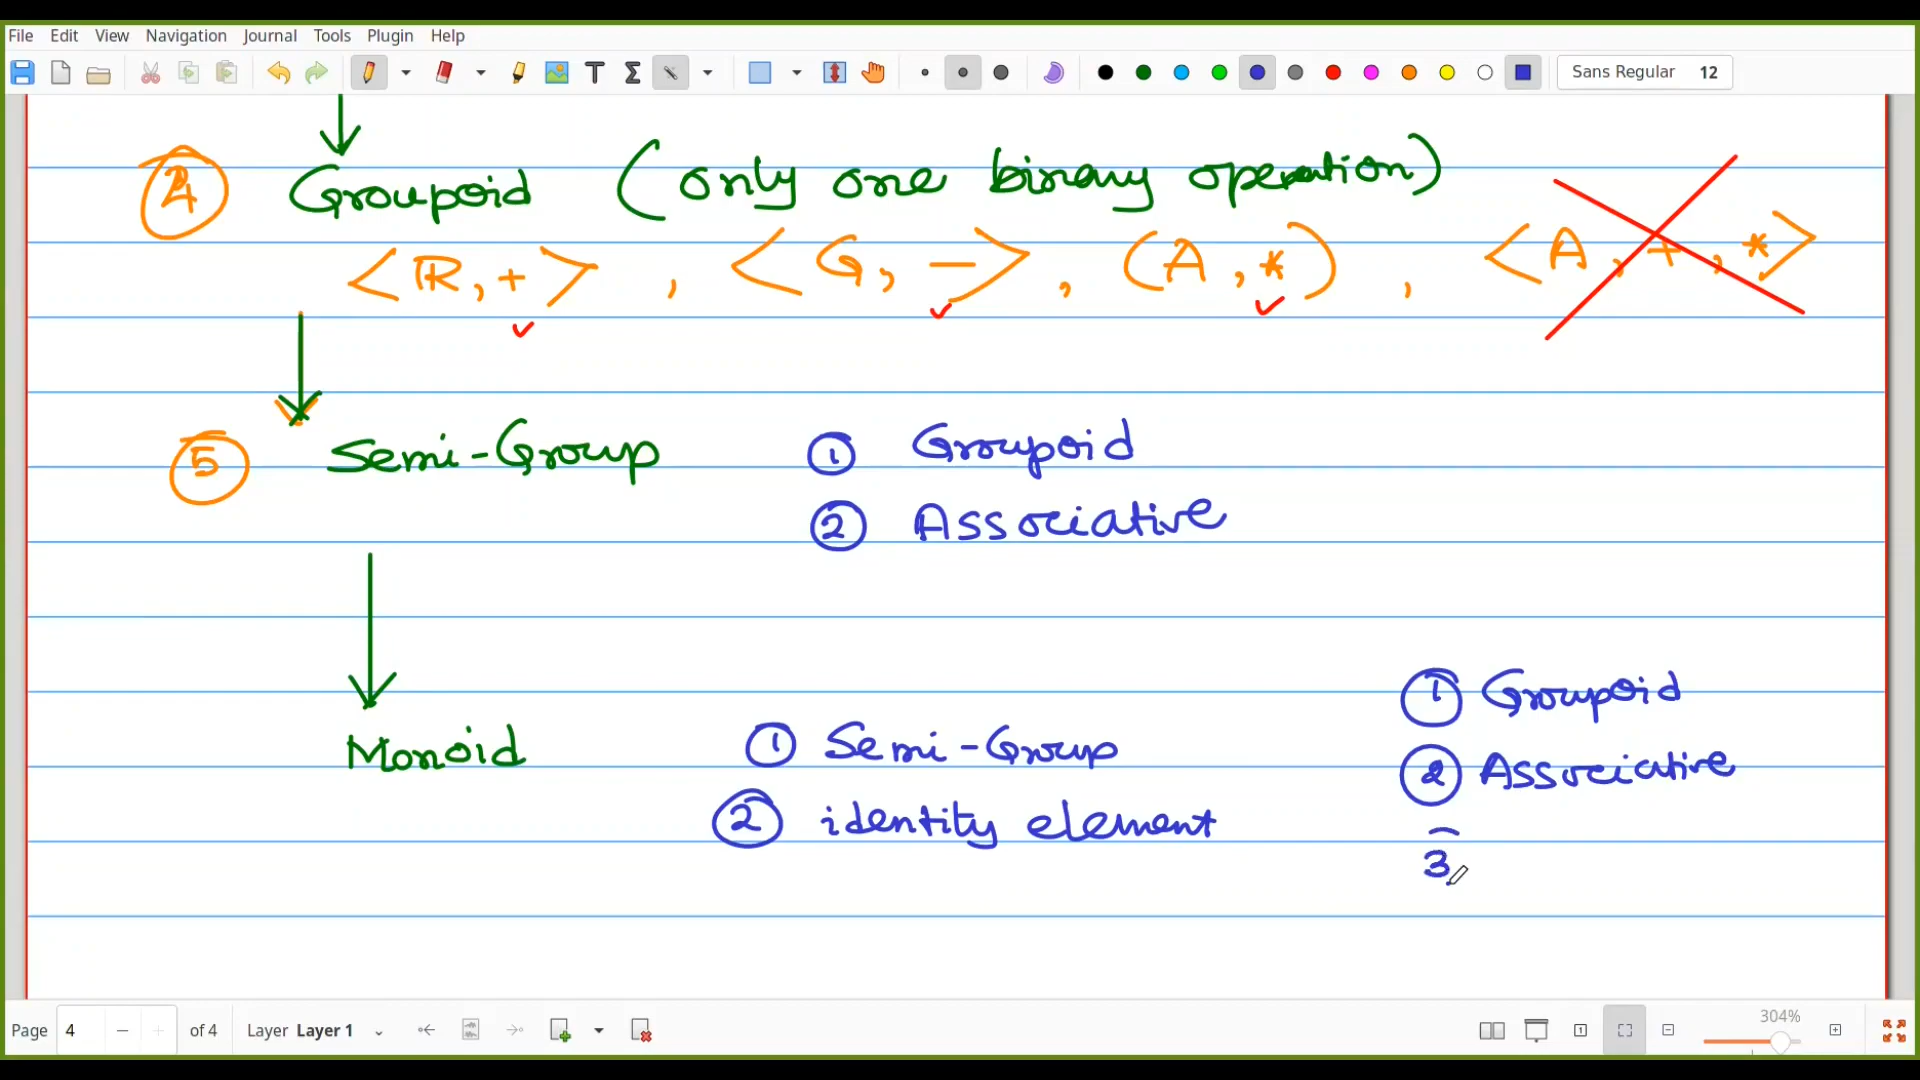 File Edit View Navigation Journal Tools Plugin Help
Sans Regular 12
4 Groupoid (only one binary operation)
<R, +>, <G, ->, (A, *), <A, +, *>
5 Semi-Group 1 Groupoid
2 Associative
1 Groupoid
Monoid 1 Semi-Group
2 Associative
2 identity element
3
Page 4 of 4 Layer Layer 1 304%